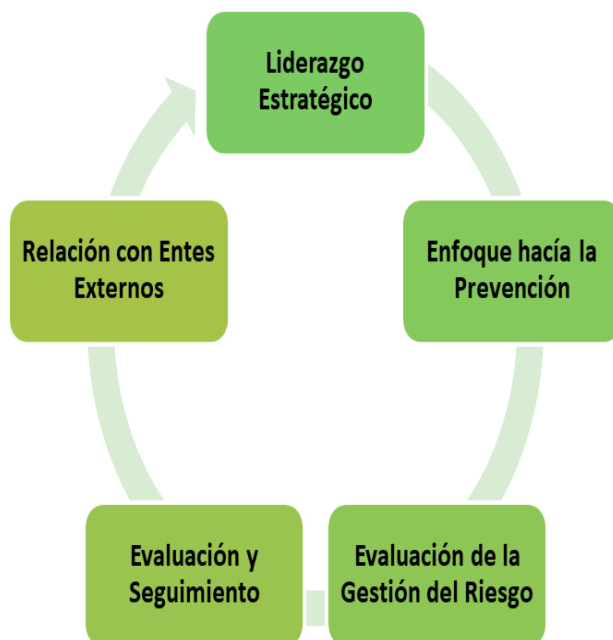 Liderazgo
Estratégico
Enfoque hacía la
Prevención
Evaluación de la
Gestión del Riesgo
Evaluación y
Seguimiento
Relación con Entes
Externos